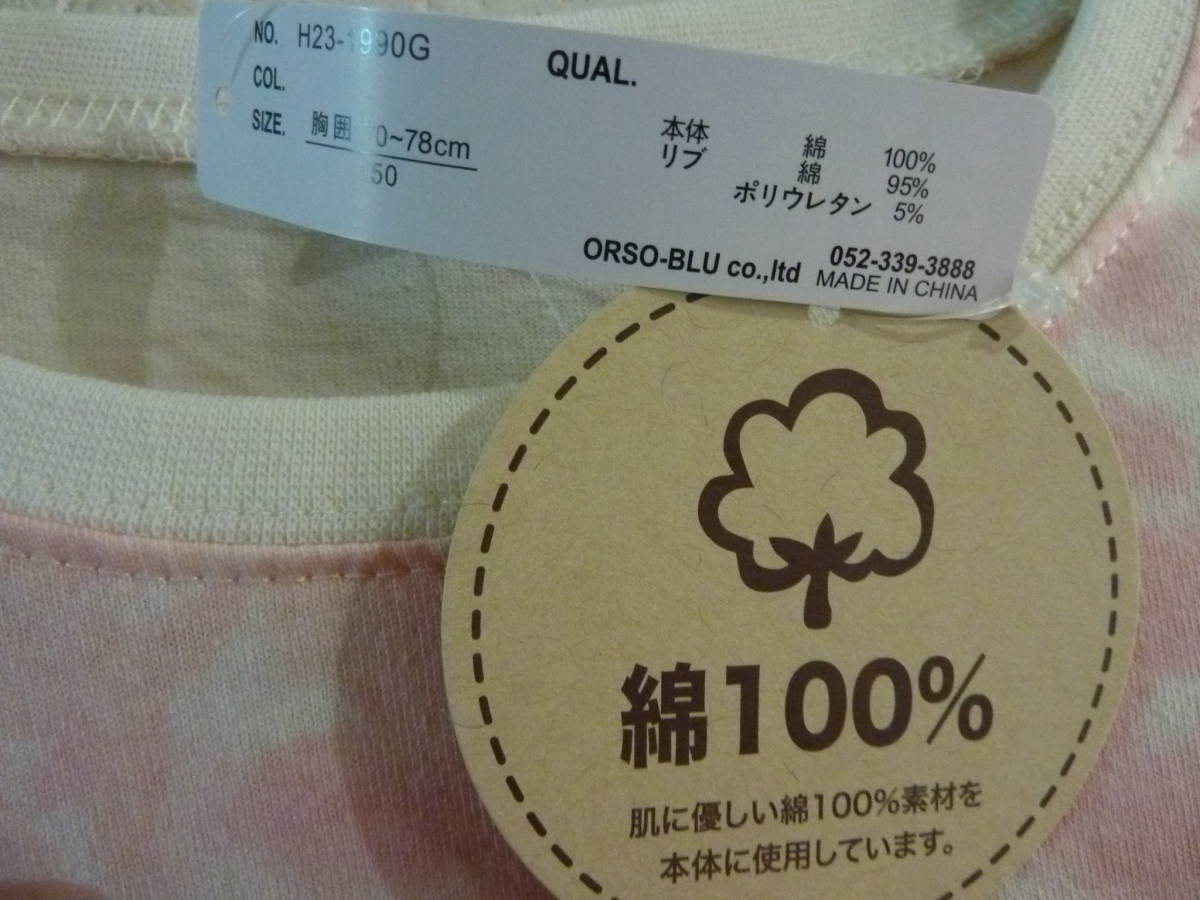 NO. H23-1990G
COL.
SIZE. 胸囲 0~78cm
50
QUAL.
本体 綿 100%
リブ 綿 95%
ポリウレタン 5%
ORSO-BLU co.,ltd 052-339-3888
MADE IN CHINA
綿100%
肌に優しい綿100%素材を
本体に使用しています。